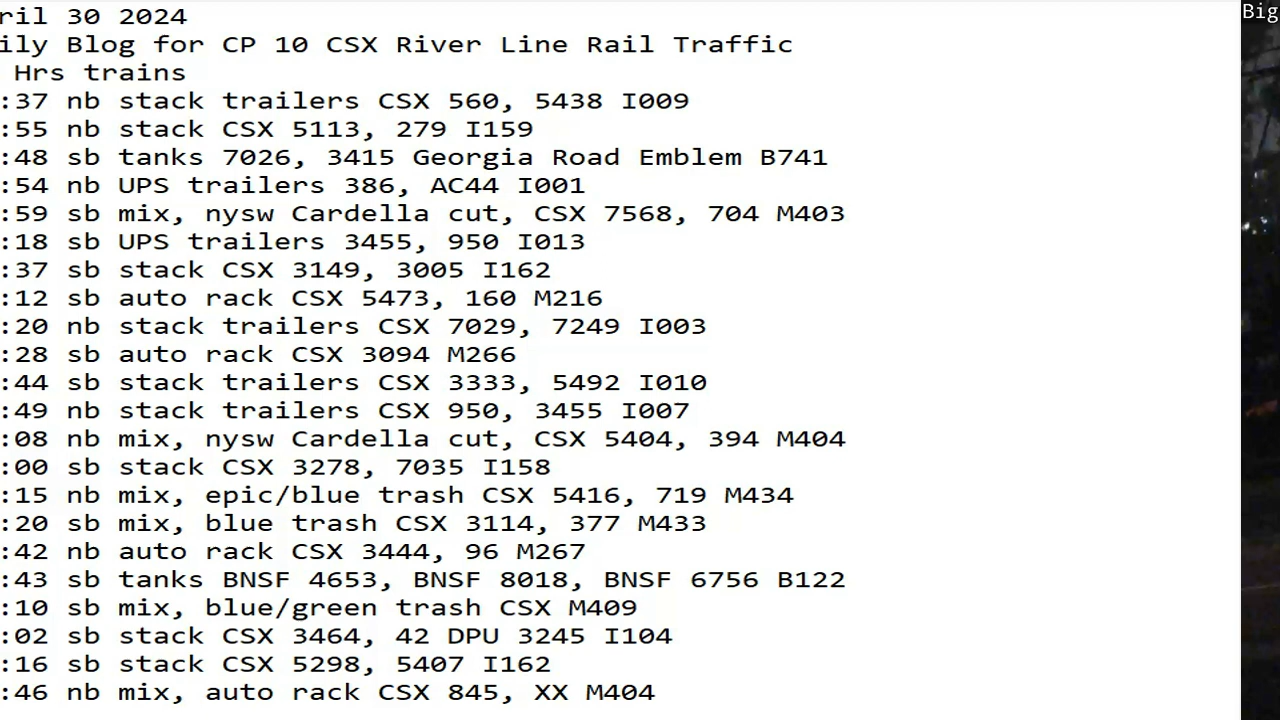 ril 30 2024
ily Blog for CP 10 CSX River Line Rail Traffic
Hrs trains
:37 nb stack trailers CSX 560, 5438 I009
:55 nb stack CSX 5113, 279 I159
:48 sb tanks 7026, 3415 Georgia Road Emblem B741
:54 nb UPS trailers 386, AC44 I001
:59 sb mix, nysw Cardella cut, CSX 7568, 704 M403
:18 sb UPS trailers 3455, 950 I013
:37 sb stack CSX 3149, 3005 I162
:12 sb auto rack CSX 5473, 160 M216
:20 nb stack trailers CSX 7029, 7249 I003
:28 sb auto rack CSX 3094 M266
:44 sb stack trailers CSX 3333, 5492 I010
:49 nb stack trailers CSX 950, 3455 I007
:08 nb mix, nysw Cardella cut, CSX 5404, 394 M404
:00 sb stack CSX 3278, 7035 I158
:15 nb mix, epic/blue trash CSX 5416, 719 M434
:20 sb mix, blue trash CSX 3114, 377 M433
:42 nb auto rack CSX 3444, 96 M267
:43 sb tanks BNSF 4653, BNSF 8018, BNSF 6756 B122
:10 sb mix, blue/green trash CSX M409
:02 sb stack CSX 3464, 42 DPU 3245 I104
:16 sb stack CSX 5298, 5407 I162
:46 nb mix, auto rack CSX 845, XX M404
Big